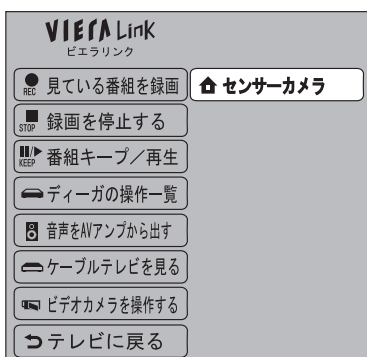 VIERA Link
ビエラリンク
REC 見ている番組を録画
センサーカメラ
STOP 録画を停止する
KEEP 番組キープ／再生
ディーガの操作一覧
音声をAVアンプから出す
ケーブルテレビを見る
ビデオカメラを操作する
テレビに戻る